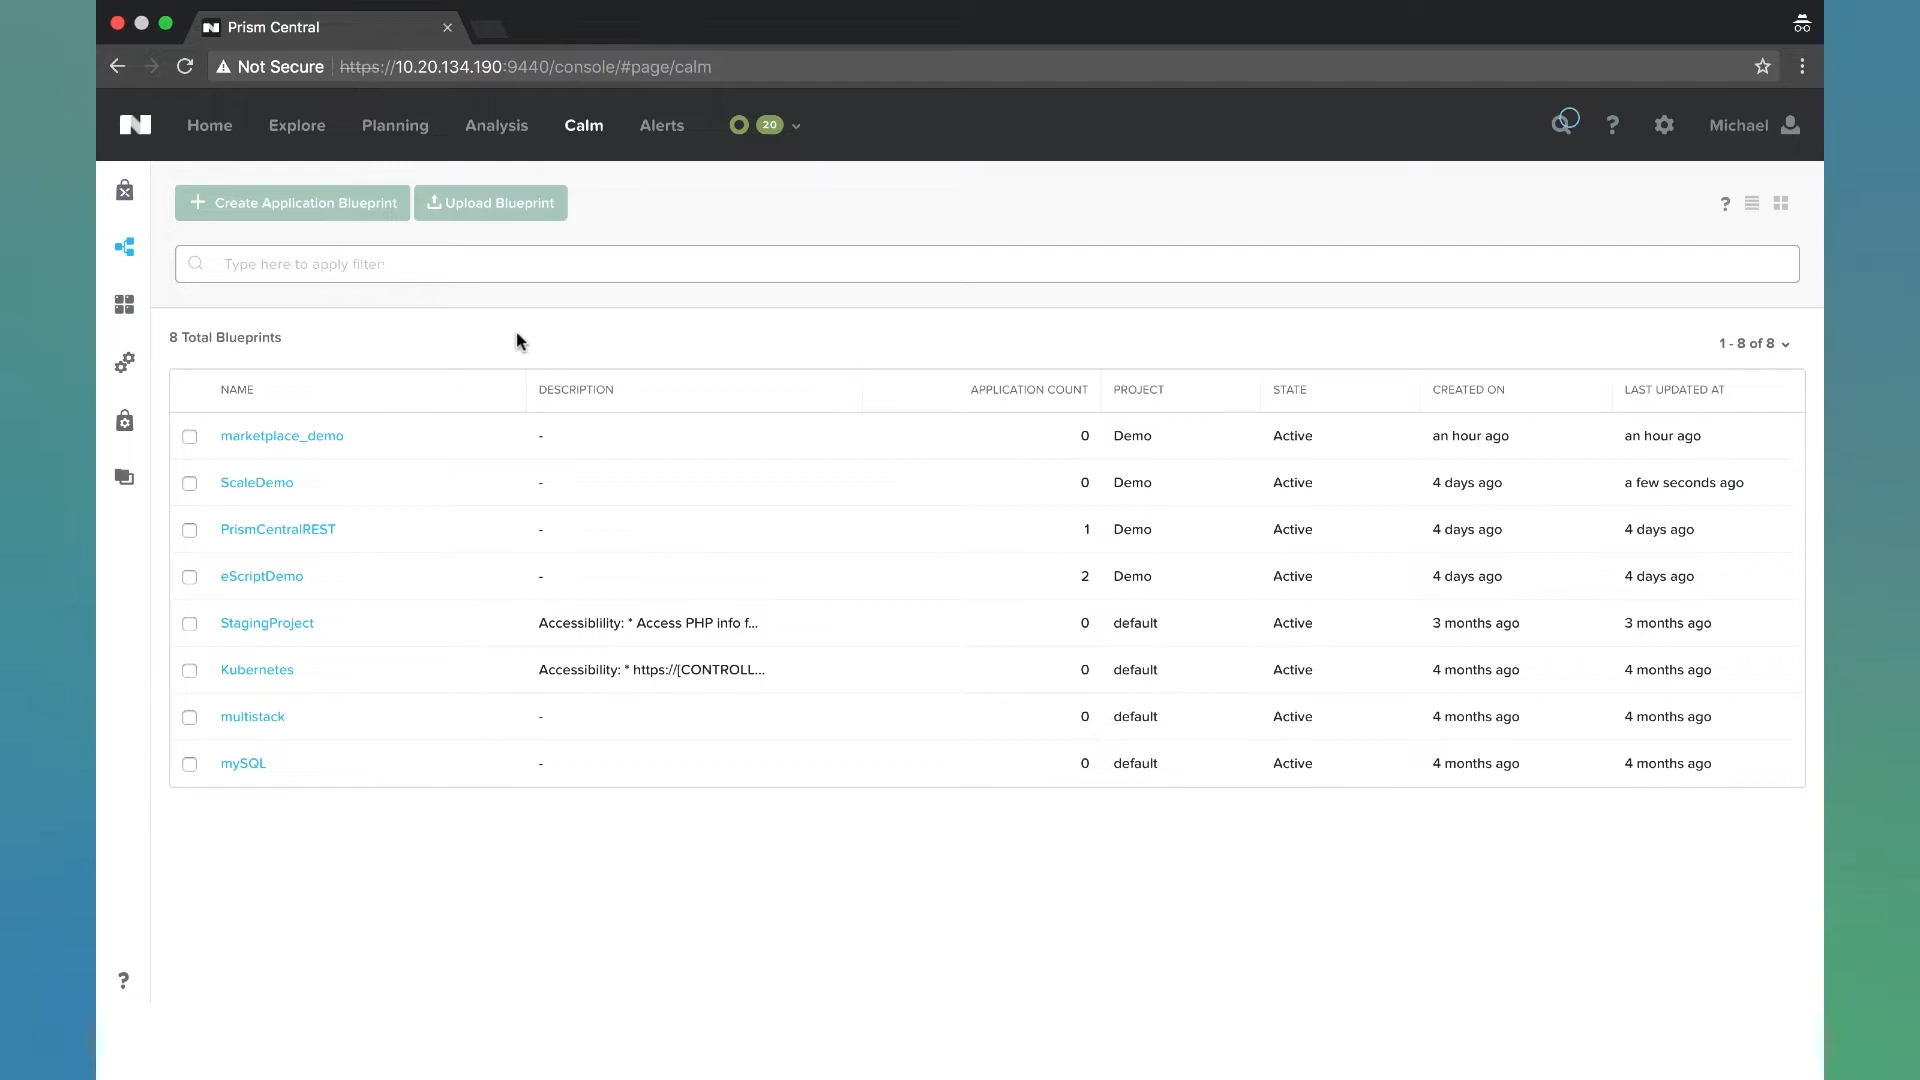 Prism Central
Not Secure https://10.20.134.190:9440/console/#page/calm
Home Explore Planning Analysis Calm Alerts 20 ? Michael
Create Application Blueprint Upload Blueprint ?
Type here to apply filters
8 Total Blueprints
1 - 8 of 8
NAME DESCRIPTION APPLICATION COUNT PROJECT STATE CREATED ON LAST UPDATED AT
marketplace_demo - 0 Demo Active an hour ago an hour ago
ScaleDemo - 0 Demo Active 4 days ago a few seconds ago
PrismCentralREST - 1 Demo Active 4 days ago 4 days ago
eScriptDemo - 2 Demo Active 4 days ago 4 days ago
StagingProject Accessiblility: * Access PHP info f... 0 default Active 3 months ago 3 months ago
Kubernetes Accessibility: * https://[CONTROLL... 0 default Active 4 months ago 4 months ago
multistack - 0 default Active 4 months ago 4 months ago
mySQL - 0 default Active 4 months ago 4 months ago
?